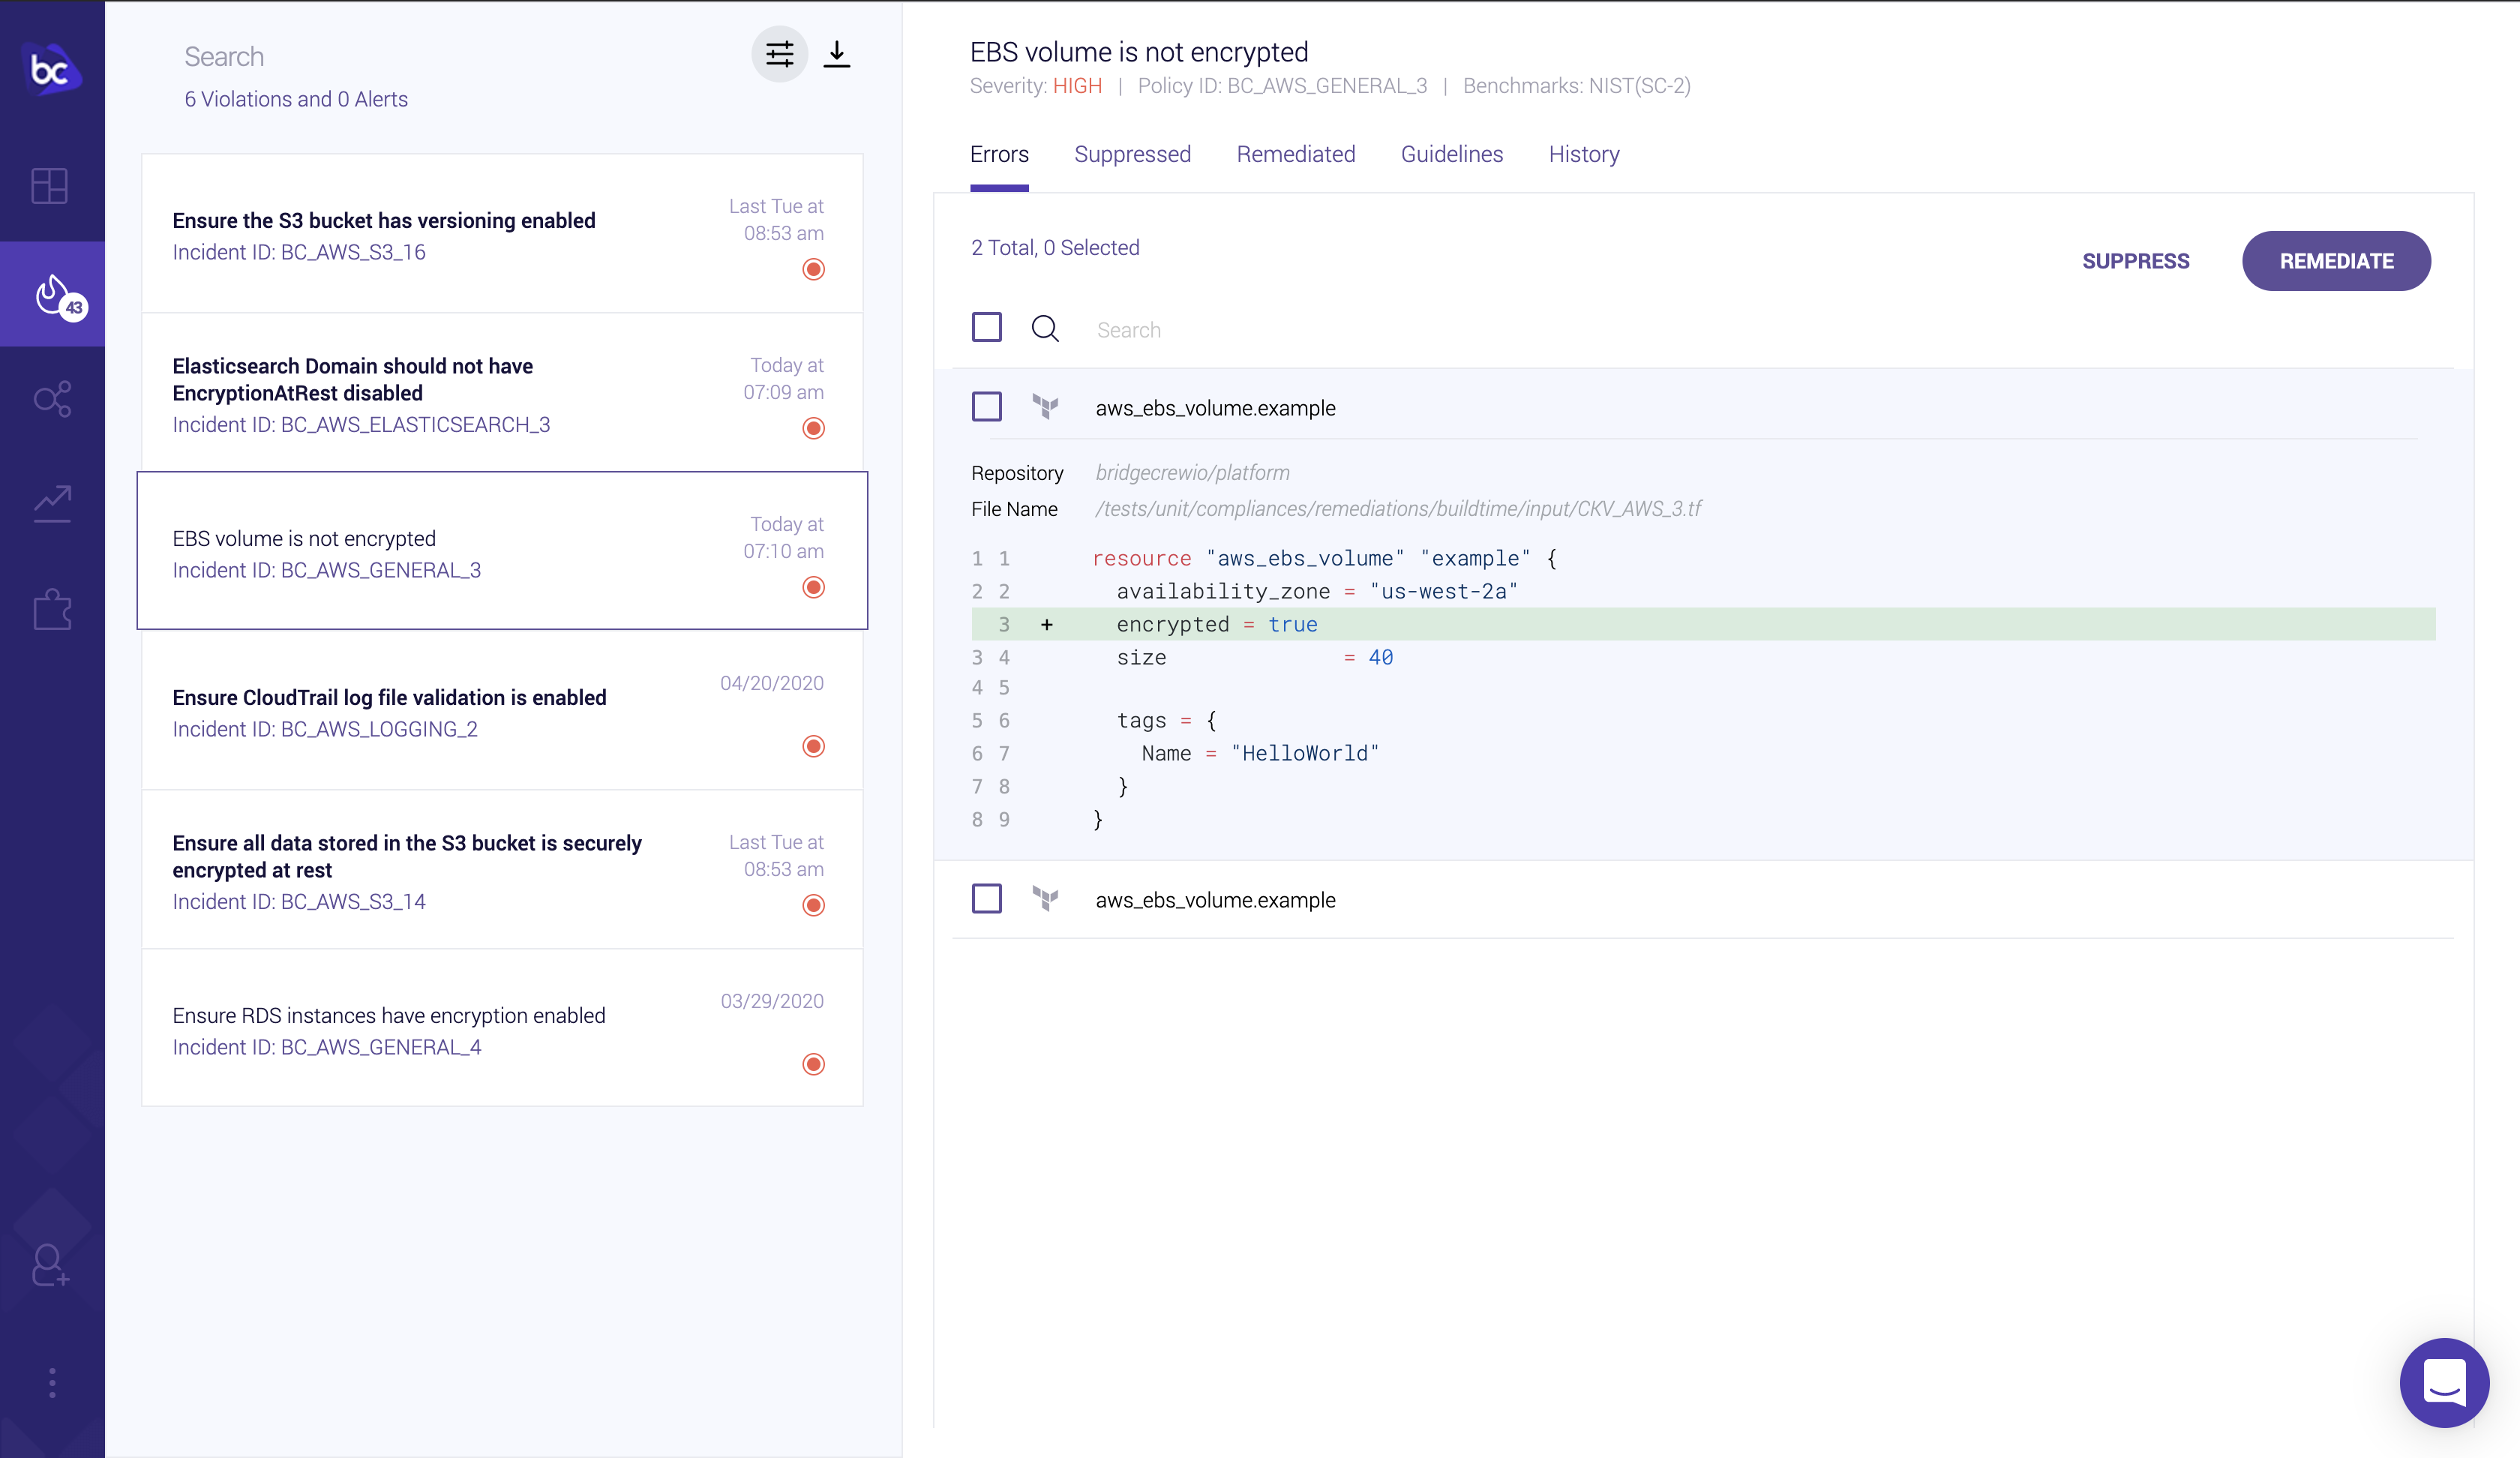 bc
43
Search
6 Violations and 0 Alerts
Ensure the S3 bucket has versioning enabled
Incident ID: BC_AWS_S3_16
Last Tue at
08:53 am
Elasticsearch Domain should not have
EncryptionAtRest disabled
Incident ID: BC_AWS_ELASTICSEARCH_3
Today at
07:09 am
EBS volume is not encrypted
Incident ID: BC_AWS_GENERAL_3
Today at
07:10 am
Ensure CloudTrail log file validation is enabled
Incident ID: BC_AWS_LOGGING_2
04/20/2020
Ensure all data stored in the S3 bucket is securely
encrypted at rest
Incident ID: BC_AWS_S3_14
Last Tue at
08:53 am
Ensure RDS instances have encryption enabled
Incident ID: BC_AWS_GENERAL_4
03/29/2020
EBS volume is not encrypted
Severity: HIGH | Policy ID: BC_AWS_GENERAL_3 | Benchmarks: NIST(SC-2)
Errors Suppressed Remediated Guidelines History
2 Total, 0 Selected
SUPPRESS REMEDIATE
Search
aws_ebs_volume.example
Repository bridgecrewio/platform
File Name /tests/unit/compliances/remediations/buildtime/input/CKV_AWS_3.tf
1 1 resource "aws_ebs_volume" "example" {
2 2 availability_zone = "us-west-2a"
3 + encrypted = true
3 4 size = 40
4 5
5 6 tags = {
6 7 Name = "HelloWorld"
7 8 }
8 9 }
aws_ebs_volume.example